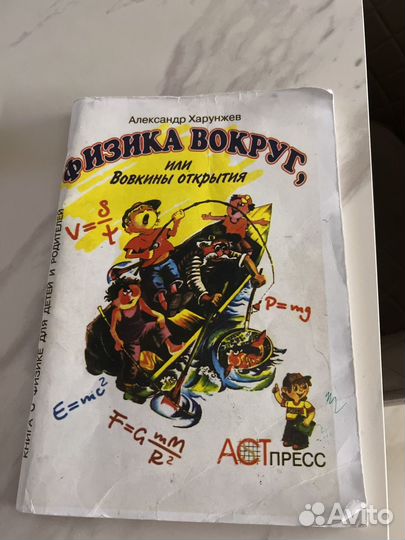 Александр Харунжев
ФИЗИКА ВОКРУГ,
или
Вовкины открытия
КНИГА О ФИЗИКЕ ДЛЯ ДЕТЕЙ И РОДИТЕЛЕЙ
V=S/t
P=mg
E=mc²
F=G mM/R²
АСТ ПРЕСС
Avito